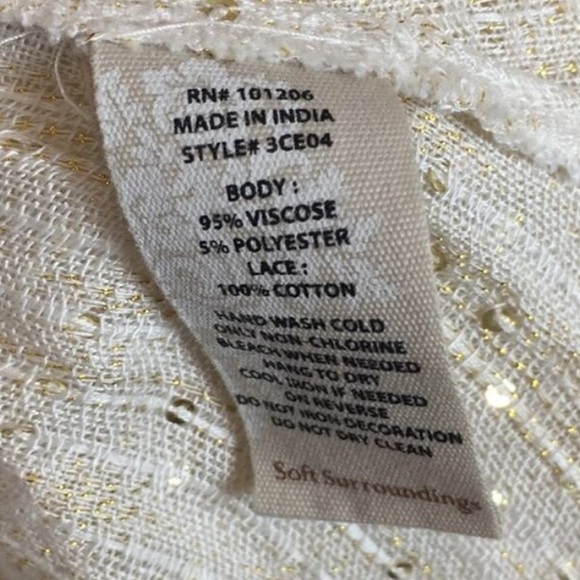 RN# 101206
MADE IN INDIA
STYLE# 3CE04
BODY :
95% VISCOSE
5% POLYESTER
LACE :
100% COTTON
HAND WASH COLD
ONLY NON-CHLORINE
BLEACH WHEN NEEDED
HANG TO DRY
COOL IRON IF NEEDED
ON REVERSE
DO NOT IRON DECORATION
DO NOT DRY CLEAN
Soft Surroundings